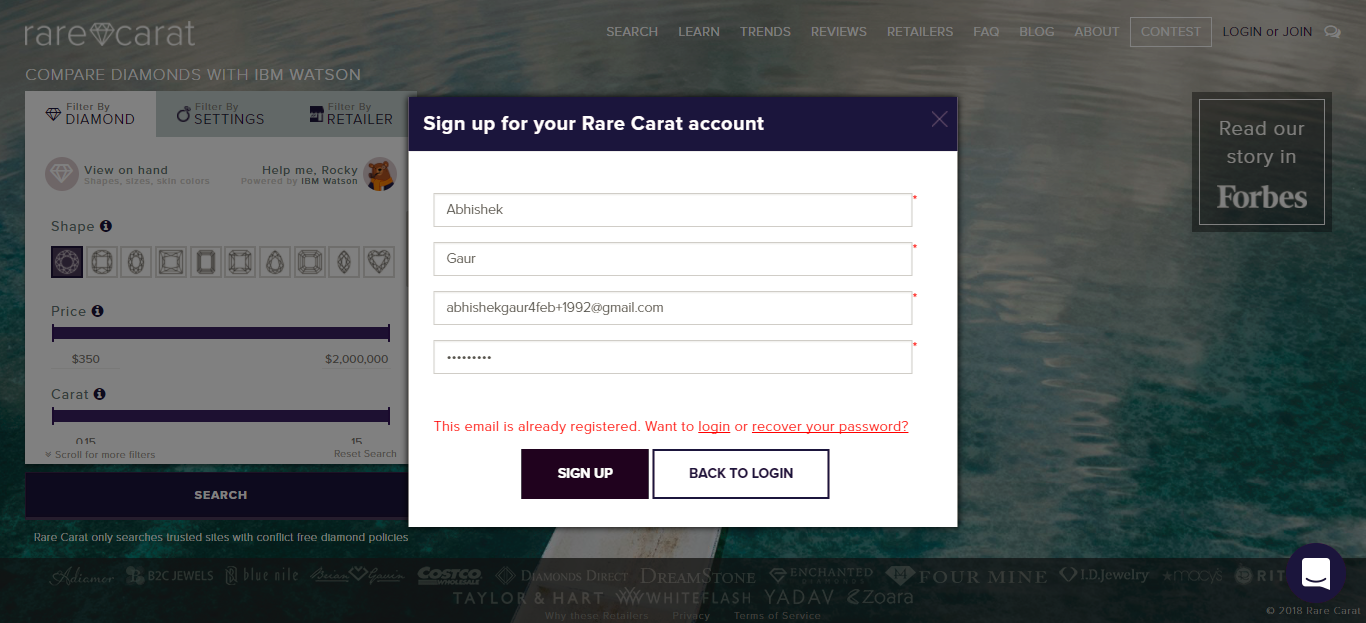 rare carat
SEARCH LEARN TRENDS REVIEWS RETAILERS FAQ BLOG ABOUT CONTEST LOGIN or JOIN
COMPARE DIAMONDS WITH IBM WATSON
Filter By
DIAMOND
Filter By
SETTINGS
Filter By
RETAILER
View on hand
Shapes, sizes, skin colors
Help me, Rocky
Powered by IBM Watson
Shape
Price
$350 $2,000,000
Carat
0.15 15
Scroll for more filters Reset Search
SEARCH
Rare Carat only searches trusted sites with conflict free diamond policies
Sign up for your Rare Carat account
Abhishek *
Gaur *
abhishekgaur4feb+1992@gmail.com *
••••••••• *
This email is already registered. Want to login or recover your password?
SIGN UP BACK TO LOGIN
Read our
story in
Forbes
Adiamor B2C JEWELS blue nile Brian Gavin COSTCO WHOLESALE DIAMONDS DIRECT DREAMSTONE ENCHANTED DIAMONDS FOUR MINE I.D.Jewelry macy's RIT
TAYLOR & HART WHITEFLASH YADAV Zoara
Why these Retailers Privacy Terms of Service
© 2018 Rare Carat